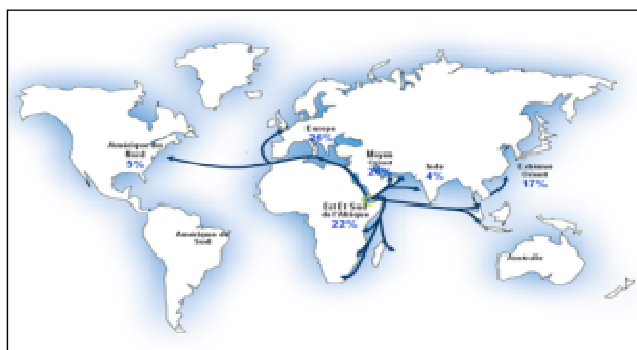 Amérique du
Nord
5%
Europe
26%
Moyen
Orient
Inde
4%
Extrême
Orient
17%
Est Et Sud
de l'Afrique
22%
Amérique du
Sud
Australie